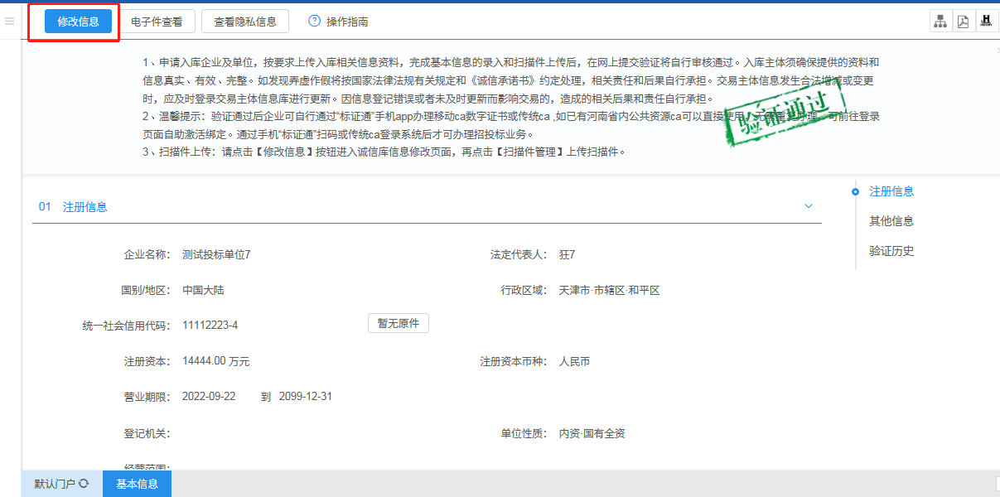 修改信息 电子件查看 查看隐私信息 ? 操作指南
H
HISTORY
1、申请入库企业及单位，按要求上传入库相关信息资料，完成基本信息的录入和扫描件上传后，在网上提交验证将自行审核通过。入库主体须确保提供的资料和
信息真实、有效、完整。如发现弄虚作假将按国家法律法规有关规定和《诚信承诺书》约定处理，相关责任和后果自行承担。交易主体信息发生合法增减或变更
时，应及时登录交易主体信息库进行更新。因信息登记错误或者未及时更新而影响交易的，造成的相关后果和责任自行承担。
2、温馨提示：验证通过后企业可自行通过“标证通”手机app办理移动ca数字证书或传统ca ,如已有河南省内公共资源ca可以直接使用，无需重复办理，可前往登录
页面自助激活绑定。通过手机“标证通”扫码或传统ca登录系统后才可办理招投标业务。
3、扫描件上传：请点击【修改信息】按钮进入诚信库信息修改页面，再点击【扫描件管理】上传扫描件。
验证通过
01 注册信息
注册信息
其他信息
验证历史
企业名称： 测试投标单位7 法定代表人： 狂7
国别/地区： 中国大陆 行政区域： 天津市·市辖区·和平区
统一社会信用代码： 11112223-4 暂无原件
注册资本： 14444.00 万元 注册资本币种： 人民币
营业期限： 2022-09-22 到 2099-12-31
登记机关： 单位性质： 内资·国有全资
经营范围：
默认门户 基本信息